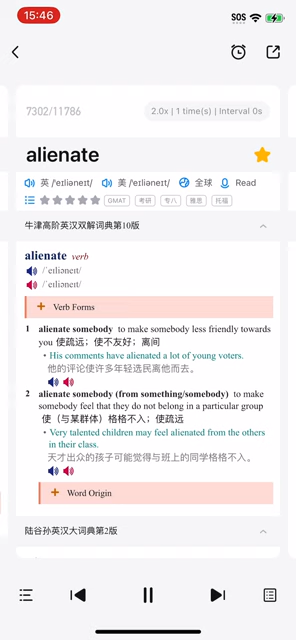 15:46
SOS
7302/11786
2.0x | 1 time(s) | Interval 0s
alienate
英 /'eɪliəneɪt/ 美 /'eɪliəneɪt/ 全球 Read
GMAT 考研 专八 雅思 托福
牛津高阶英汉双解词典第10版
alienate verb
/ˈeɪliəneɪt/
/ˈeɪliəneɪt/
+ Verb Forms
1 alienate somebody to make somebody less friendly towards
you 使疏远；使不友好；离间
• His comments have alienated a lot of young voters.
他的评论使许多年轻选民离他而去。
2 alienate somebody (from something/somebody) to make
somebody feel that they do not belong in a particular group
使（与某群体）格格不入；使疏远
• Very talented children may feel alienated from the others
in their class.
天才出众的孩子可能觉得与班上的同学格格不入。
+ Word Origin
陆谷孙英汉大词典第2版